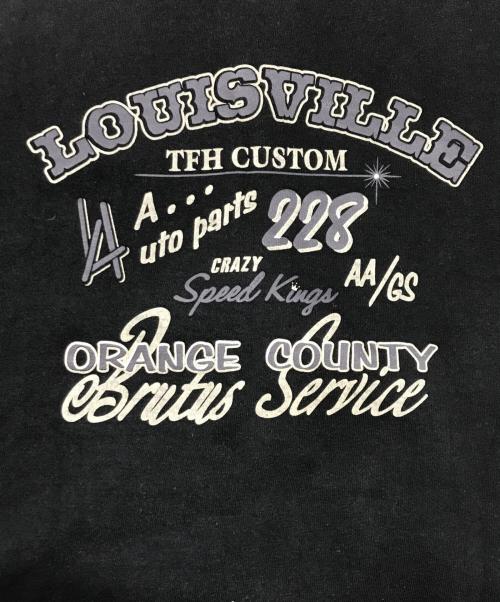 LOUISVILLE
TFH CUSTOM
LA A... uto parts 228
CRAZY
Speed Kings AA/GS
ORANGE COUNTY
Brutus Service